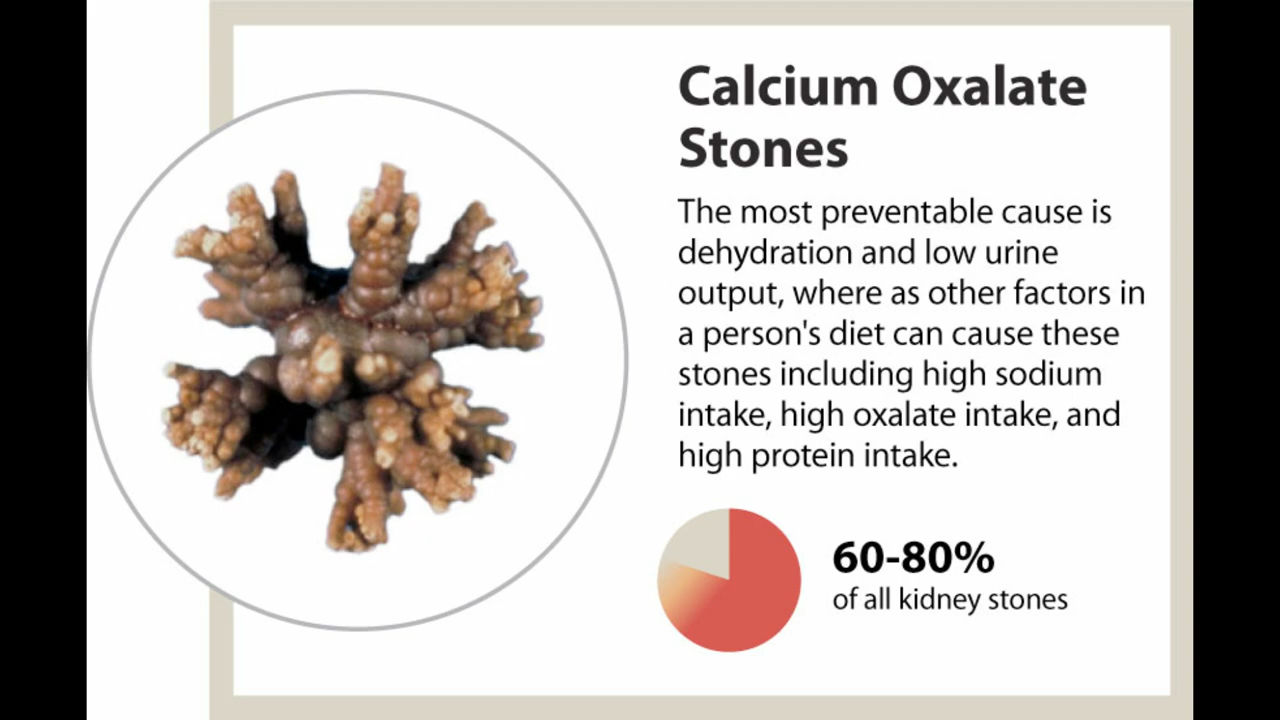 Calcium Oxalate
Stones
The most preventable cause is
dehydration and low urine
output, where as other factors in
a person's diet can cause these
stones including high sodium
intake, high oxalate intake, and
high protein intake.
60-80%
of all kidney stones